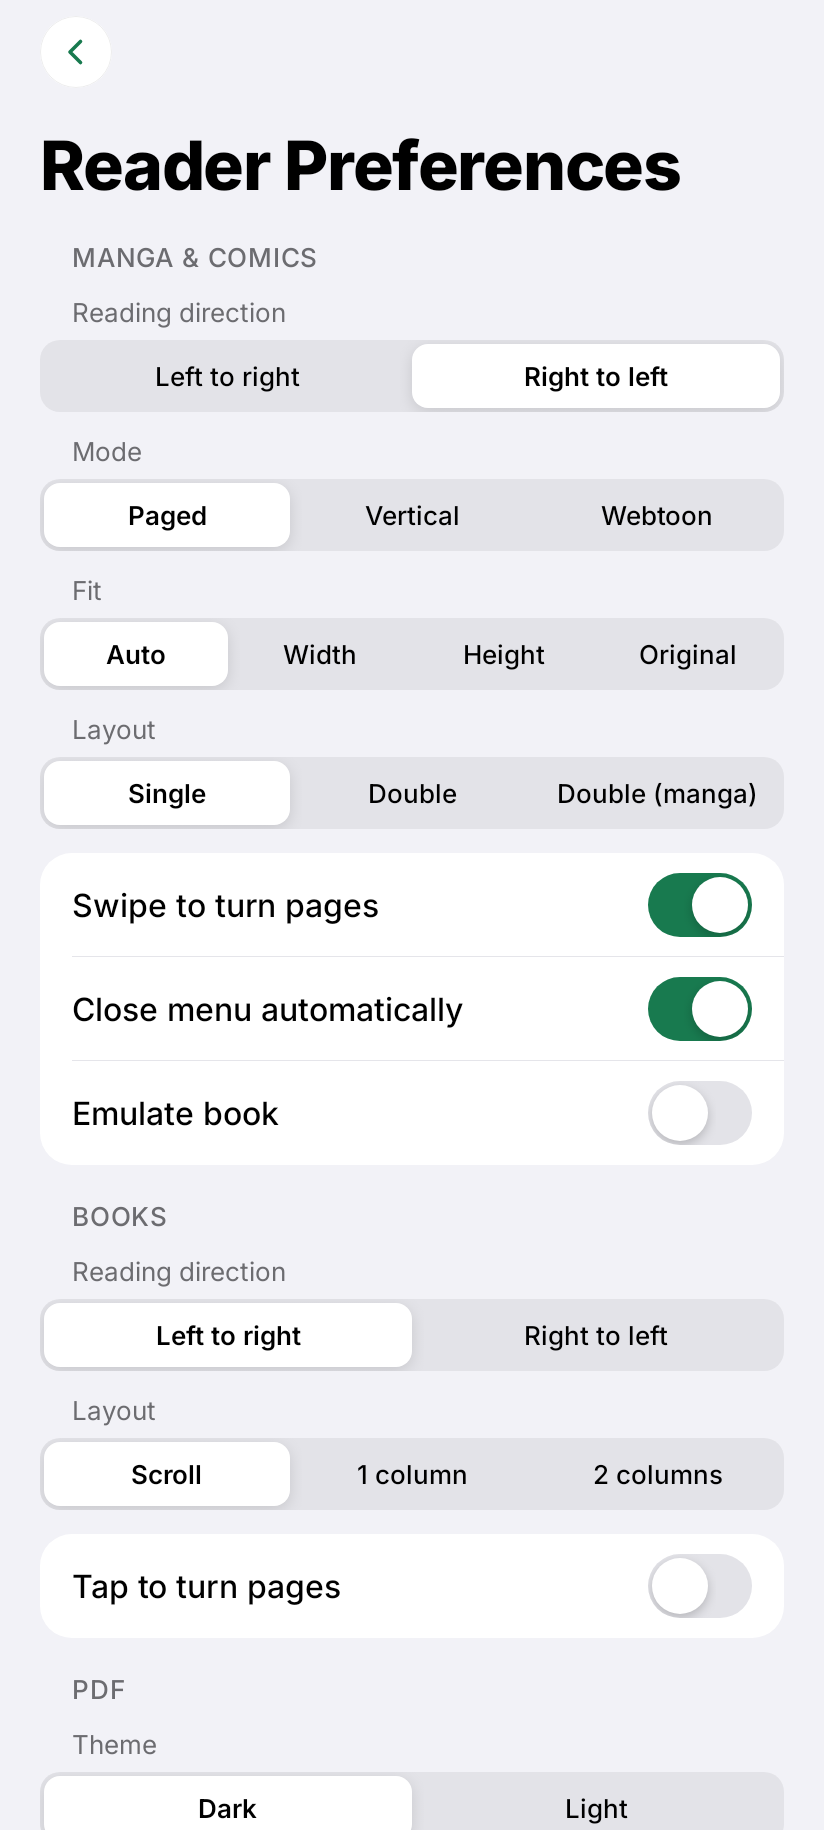 Reader Preferences
MANGA & COMICS
Reading direction
Left to right
Right to left
Mode
Paged
Vertical
Webtoon
Fit
Auto
Width
Height
Original
Layout
Single
Double
Double (manga)
Swipe to turn pages
Close menu automatically
Emulate book
BOOKS
Reading direction
Left to right
Right to left
Layout
Scroll
1 column
2 columns
Tap to turn pages
PDF
Theme
Dark
Light